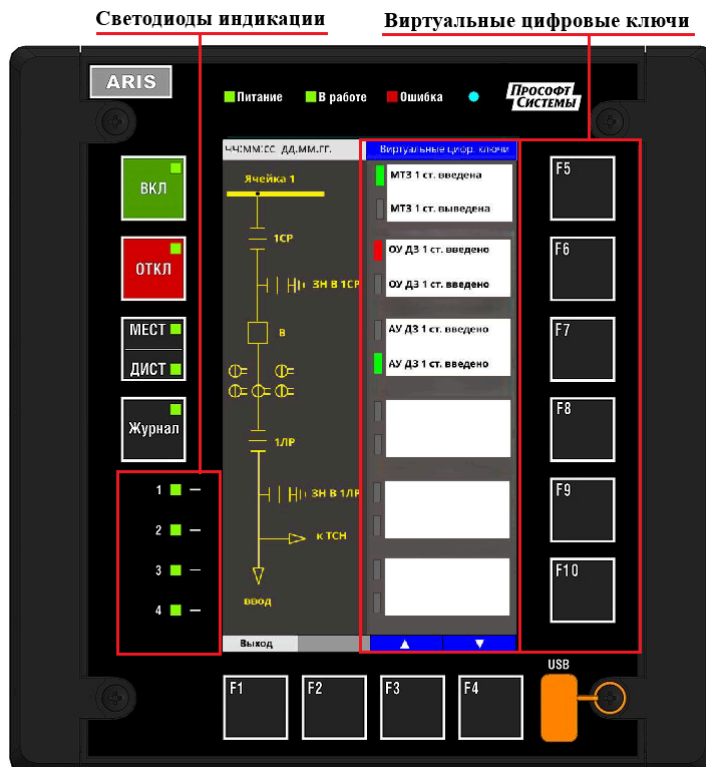 Светодиоды индикации
Виртуальные цифровые ключи
ARIS
Питание
В работе
Ошибка
Прософт
Системы
ЧЧ:ММ:СС ДД.ММ.ГГ.
Виртуальные цифр. ключи
ВКЛ
Ячейка 1
МТЗ 1 ст. введена
F5
МТЗ 1 ст. выведена
1СР
ОУ ДЗ 1 ст. введено
F6
ОТКЛ
ЗН В 1СР
ОУ ДЗ 1 ст. введено
МЕСТ
В
АУ ДЗ 1 ст. введено
F7
ДИСТ
АУ ДЗ 1 ст. введено
Журнал
1ЛР
F8
1
ЗН В 1ЛР
F9
2
к ТСН
3
F10
4
ввод
Выход
USB
F1
F2
F3
F4